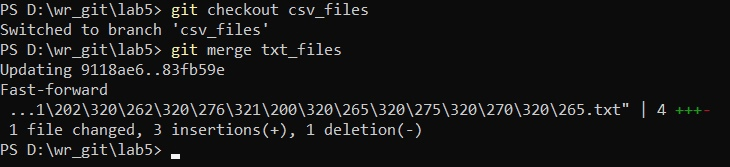 PS D:\wr_git\lab5> git checkout csv_files
Switched to branch 'csv_files'
PS D:\wr_git\lab5> git merge txt_files
Updating 9118ae6..83fb59e
Fast-forward
 ...1\202\320\262\320\276\321\200\320\265\320\275\320\270\320\265.txt" | 4 +++-
 1 file changed, 3 insertions(+), 1 deletion(-)
PS D:\wr_git\lab5>